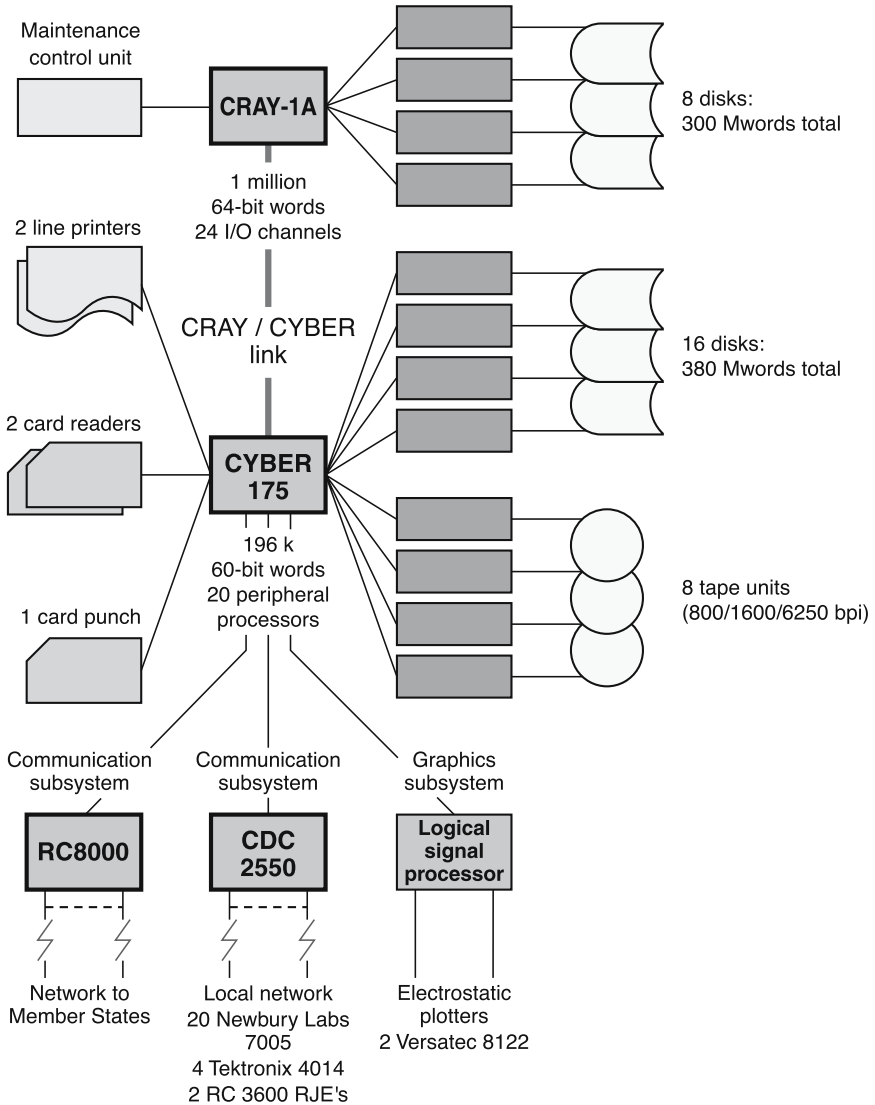 Maintenance
control unit
CRAY-1A
8 disks:
300 Mwords total
1 million
64-bit words
24 I/O channels
2 line printers
CRAY / CYBER
link
16 disks:
380 Mwords total
2 card readers
CYBER
175
196 k
60-bit words
20 peripheral
processors
8 tape units
(800/1600/6250 bpi)
1 card punch
Communication
subsystem
Communication
subsystem
Graphics
subsystem
RC8000
CDC
2550
Logical
signal
processor
Network to
Member States
Local network
20 Newbury Labs
7005
4 Tektronix 4014
2 RC 3600 RJE's
Electrostatic
plotters
2 Versatec 8122